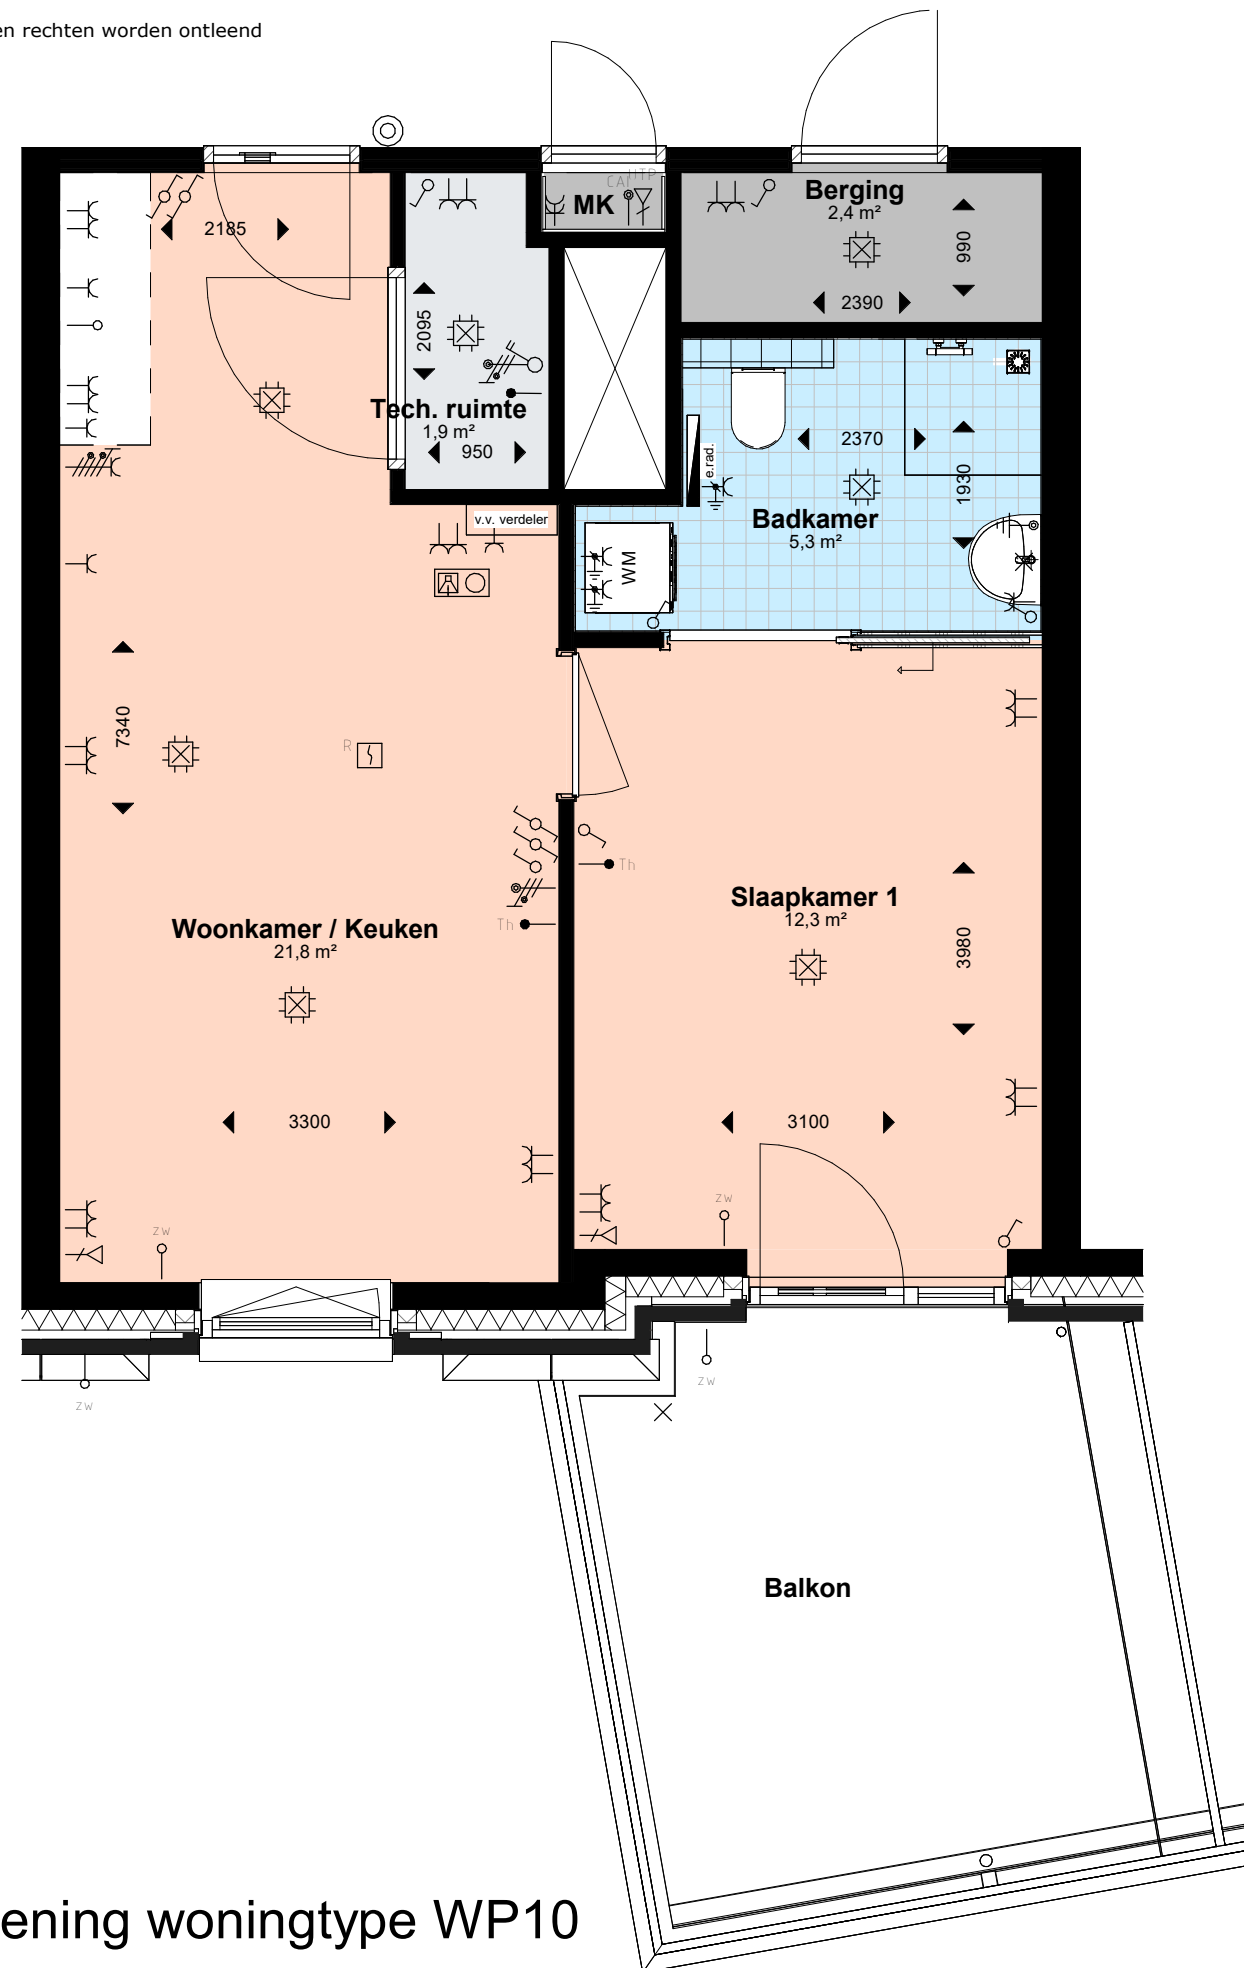 en rechten worden ontleend
CAI
UTP
MK
Berging
2,4 m²
990
2390
2185
2095
Tech. ruimte
1,9 m²
950
2370
1930
e.rad.
Badkamer
5,3 m²
v.v. verdeler
WM
7340
R
Th
Th
Slaapkamer 1
12,3 m²
3980
Woonkamer / Keuken
21,8 m²
3300
3100
zw
zw
zw
zw
Balkon
ening woningtype WP10